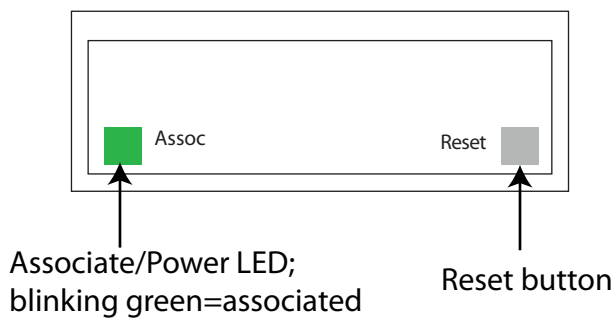 Assoc
Reset
Associate/Power LED;
blinking green=associated
Reset button